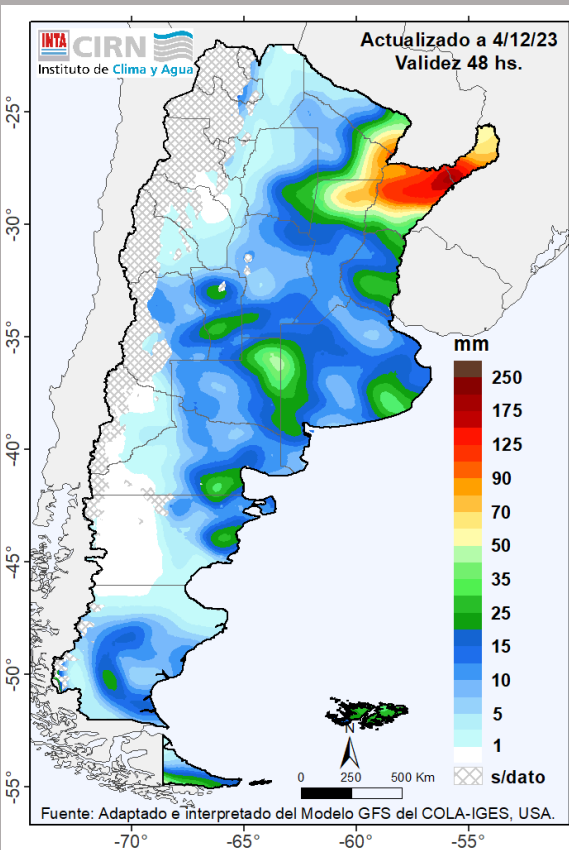 INTA CIRN
Instituto de Clima y Agua
Actualizado a 4/12/23
Validez 48 hs.
-25°
-30°
-35°
-40°
-45°
-50°
-55°
mm
250
175
125
90
70
50
35
25
15
10
5
1
s/dato
N
0 250 500 Km
Fuente: Adaptado e interpretado del Modelo GFS del COLA-IGES, USA.
-70° -65° -60° -55°